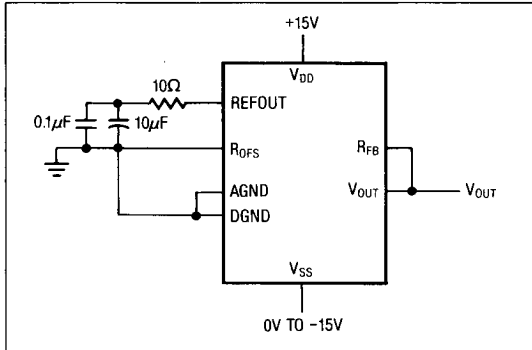 +15V
V_DD
10Ω
REFOUT
0.1μF
10μF
R_OFS
R_FB
AGND
V_OUT
V_OUT
DGND
V_SS
0V TO −15V